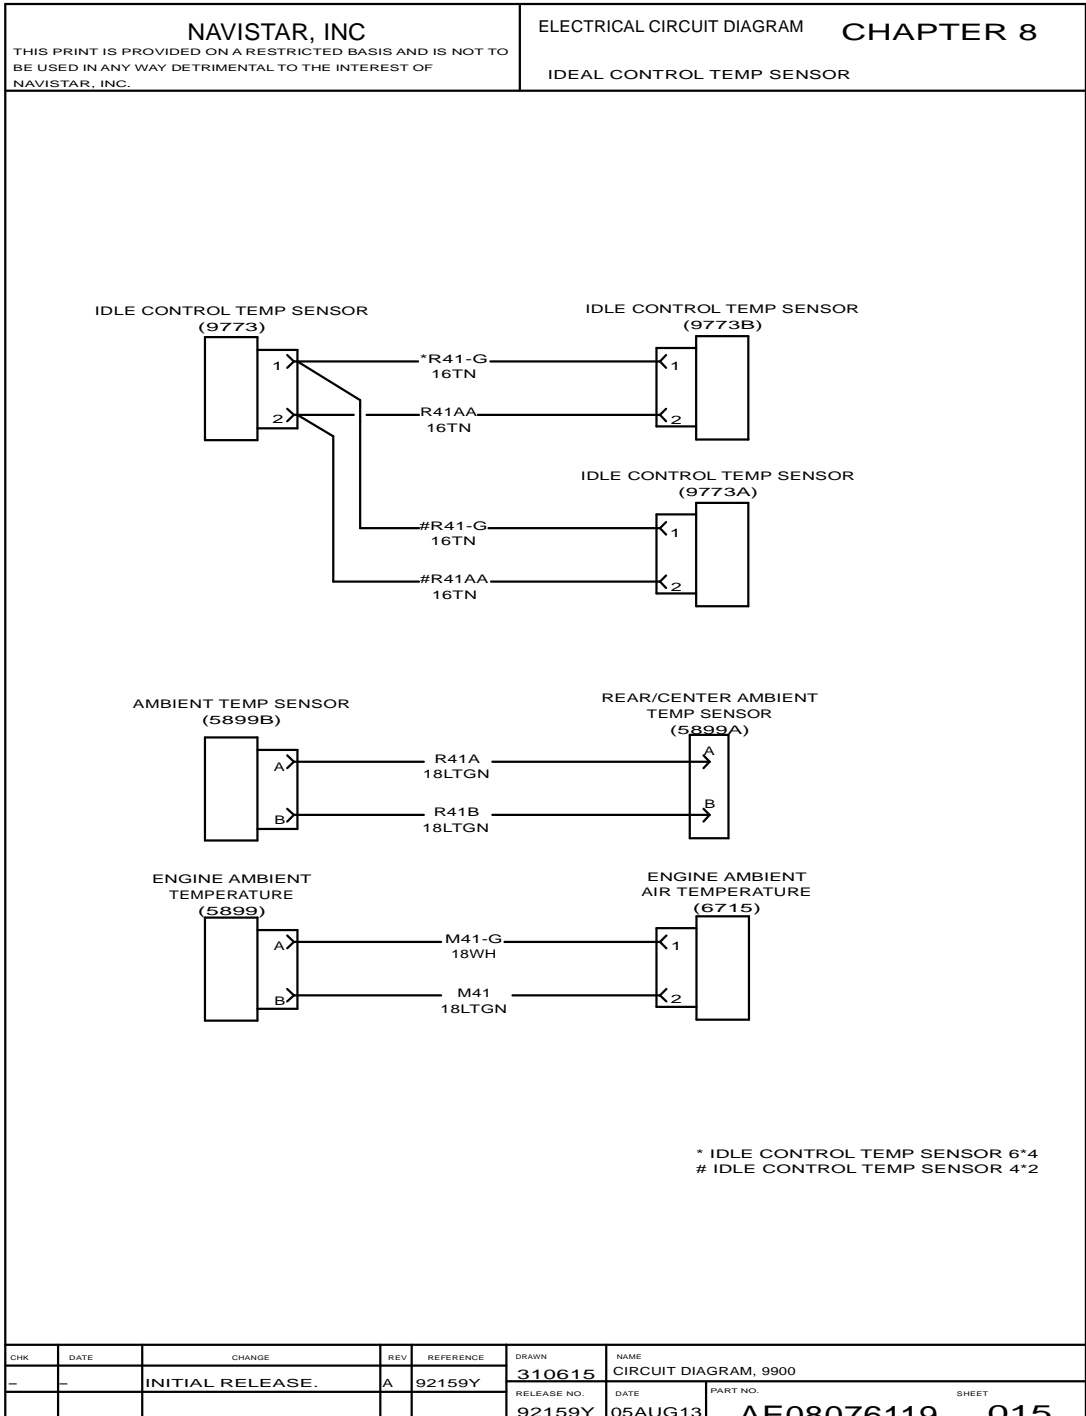 NAVISTAR, INC
THIS PRINT IS PROVIDED ON A RESTRICTED BASIS AND IS NOT TO
BE USED IN ANY WAY DETRIMENTAL TO THE INTEREST OF
NAVISTAR, INC.
ELECTRICAL CIRCUIT DIAGRAM
CHAPTER 8
IDEAL CONTROL TEMP SENSOR
IDLE CONTROL TEMP SENSOR
(9773)
1
2
IDLE CONTROL TEMP SENSOR
(9773B)
*R41-G
16TN
1
R41AA
16TN
2
IDLE CONTROL TEMP SENSOR
(9773A)
#R41-G
16TN
1
#R41AA
16TN
2
AMBIENT TEMP SENSOR
(5899B)
REAR/CENTER AMBIENT
TEMP SENSOR
(5899A)
A
R41A
18LTGN
A
B
R41B
18LTGN
B
ENGINE AMBIENT
TEMPERATURE
(5899)
ENGINE AMBIENT
AIR TEMPERATURE
(6715)
A
M41-G
18WH
1
B
M41
18LTGN
2
* IDLE CONTROL TEMP SENSOR 6*4
# IDLE CONTROL TEMP SENSOR 4*2
CHK DATE CHANGE REV REFERENCE
– – INITIAL RELEASE. A 92159Y
DRAWN
310615
NAME
CIRCUIT DIAGRAM, 9900
RELEASE NO.
92159Y
DATE
05AUG13
PART NO.
AE08076119
SHEET
015